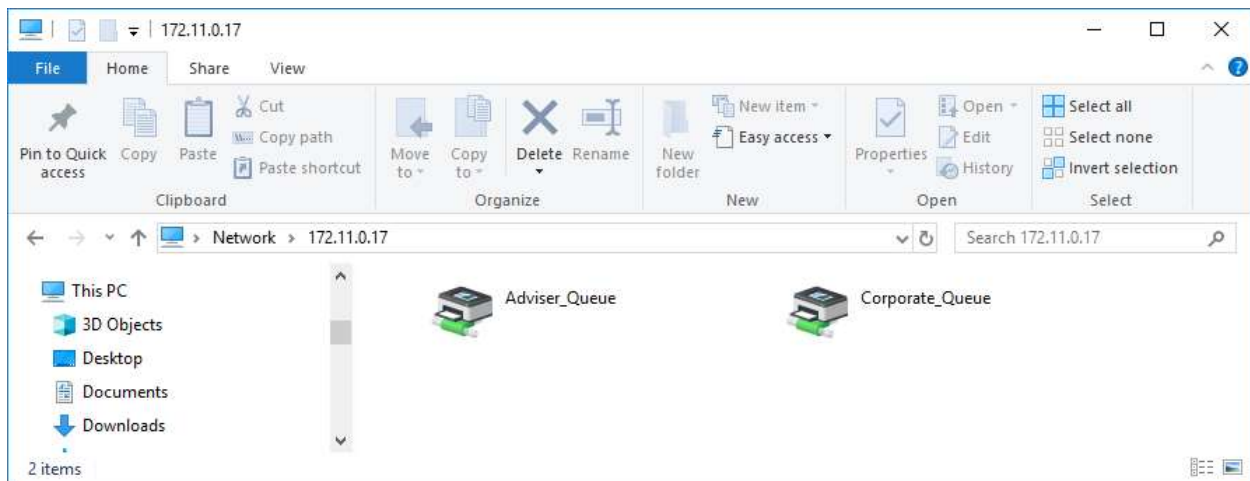 172.11.0.17
File Home Share View
Pin to Quick access
Copy
Paste
Cut
Copy path
Paste shortcut
Clipboard
Move to
Copy to
Delete
Rename
Organize
New folder
New item
Easy access
New
Properties
Open
Edit
History
Open
Select all
Select none
Invert selection
Select
Network > 172.11.0.17
Search 172.11.0.17
This PC
3D Objects
Desktop
Documents
Downloads
Adviser_Queue
Corporate_Queue
2 items